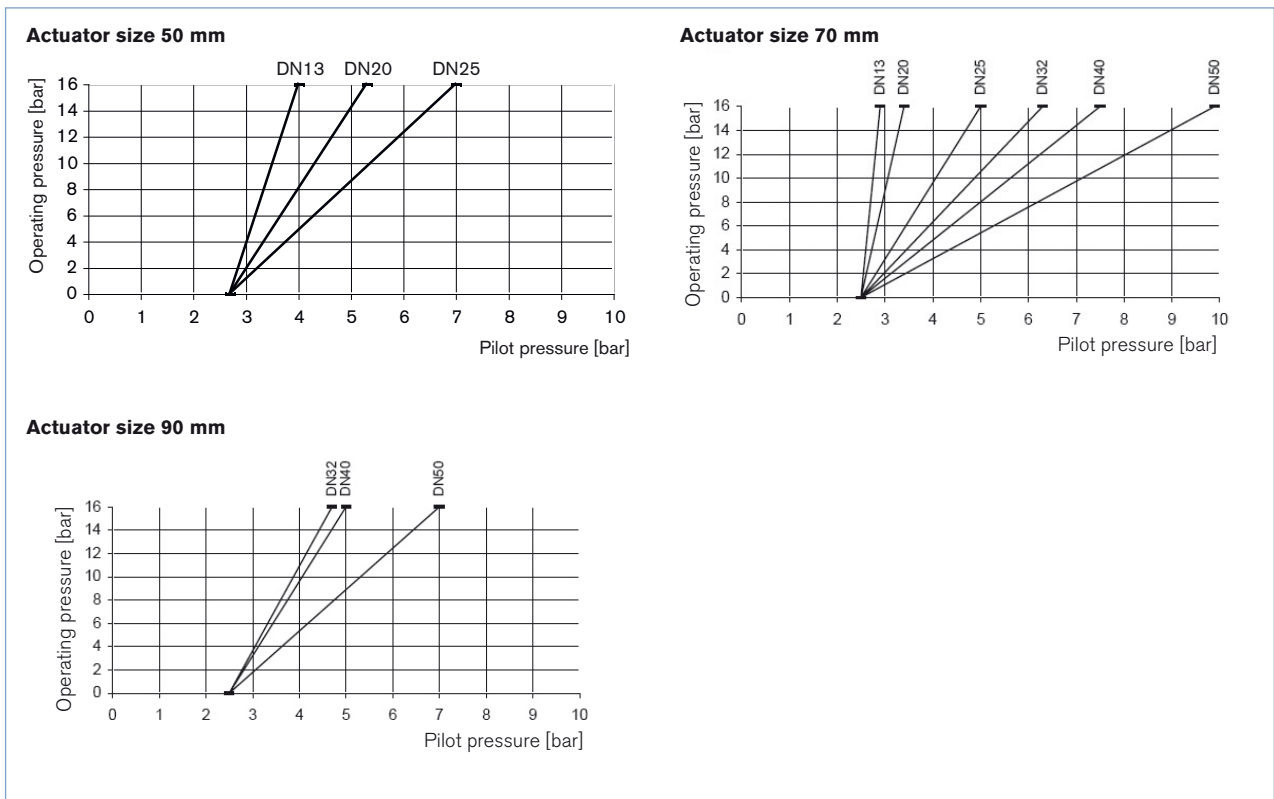 Actuator size 50 mm
DN13 DN20 DN25
Operating pressure [bar]
16
14
12
10
8
6
4
2
0
0 1 2 3 4 5 6 7 8 9 10
Pilot pressure [bar]
Actuator size 70 mm
DN13 DN20 DN25 DN32 DN40 DN50
Operating pressure [bar]
16
14
12
10
8
6
4
2
0
0 1 2 3 4 5 6 7 8 9 10
Pilot pressure [bar]
Actuator size 90 mm
DN32 DN40 DN50
Operating pressure [bar]
16
14
12
10
8
6
4
2
0
0 1 2 3 4 5 6 7 8 9 10
Pilot pressure [bar]